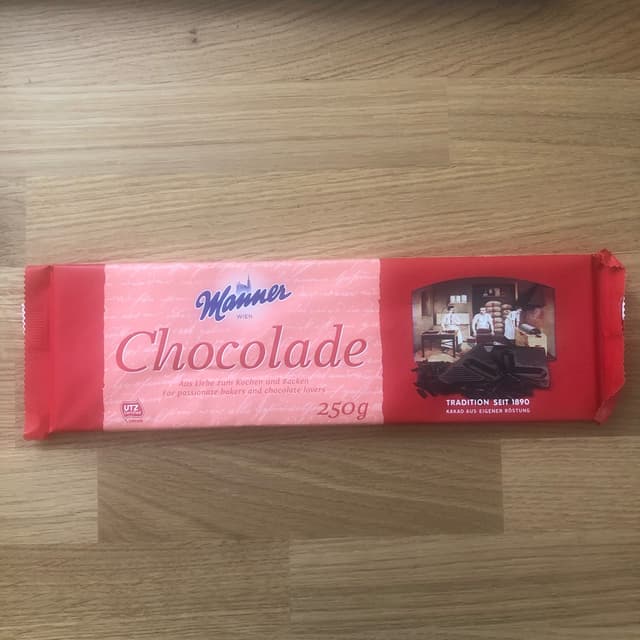 Manner
WIEN
Chocolade
Aus Liebe zum Kochen und Backen
For passionate bakers and chocolate lovers
250g
UTZ
TRADITION SEIT 1890
KAKAO AUS EIGENER RÖSTUNG